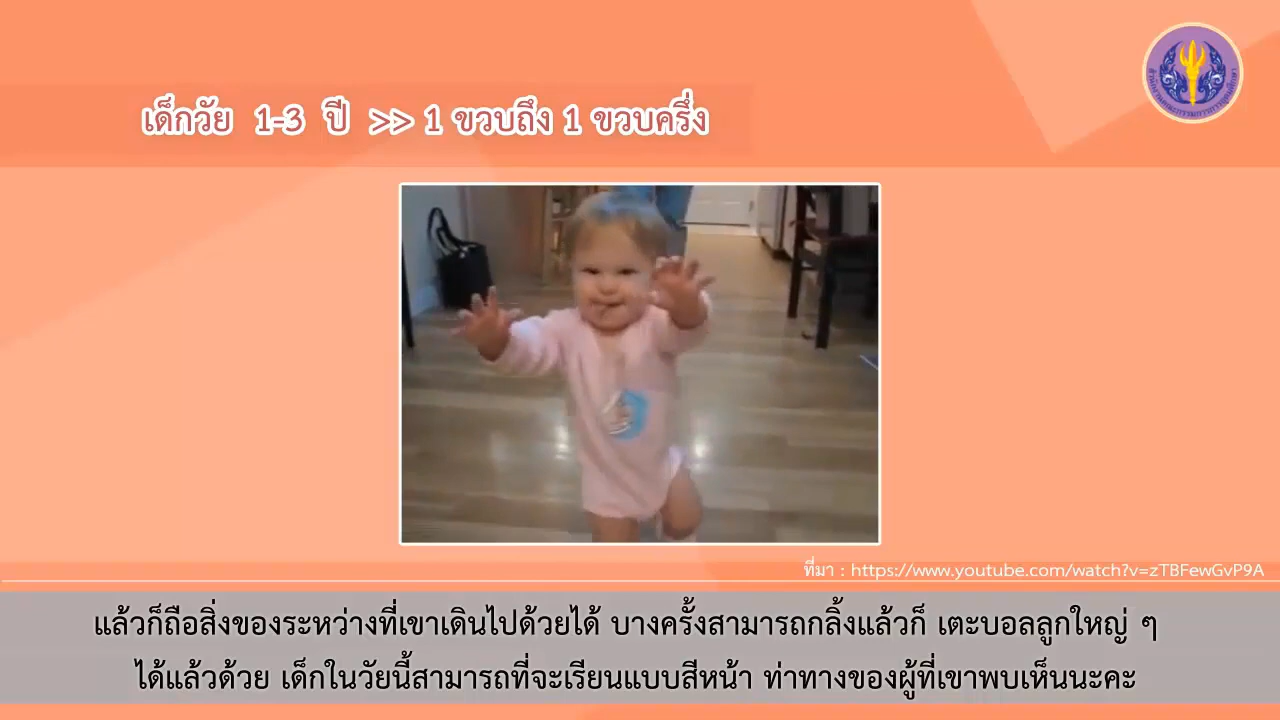 เด็กวัย 1-3 ปี >> 1 ขวบถึง 1 ขวบครึ่ง
ที่มา : https://www.youtube.com/watch?v=zTBFewGvP9A
แล้วก็ถือสิ่งของระหว่างที่เขาเดินไปด้วยได้ บางครั้งสามารถกลิ้งแล้วก็ เตะบอลลูกใหญ่ ๆ
ได้แล้วด้วย เด็กในวัยนี้สามารถที่จะเรียนแบบสีหน้า ท่าทางของผู้ที่เขาพบเห็นนะคะ